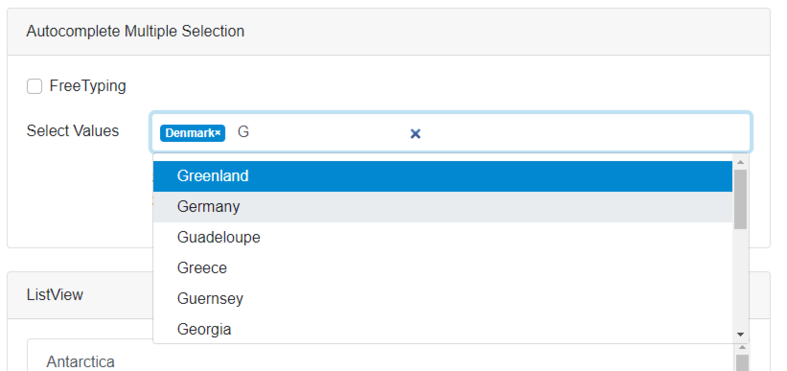 Autocomplete Multiple Selection
FreeTyping
Select Values
Denmark× G ×
Greenland
Germany
Guadeloupe
Greece
Guernsey
Georgia
ListView
Antarctica